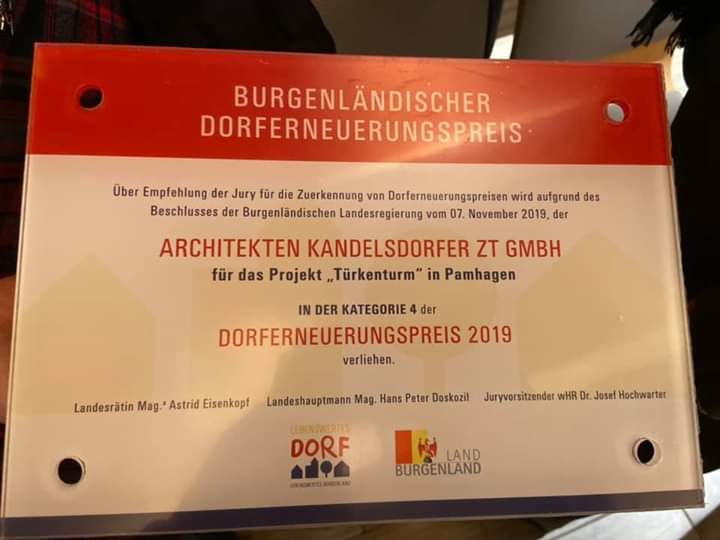 BURGENLÄNDISCHER
DORFERNEUERUNGSPREIS
Über Empfehlung der Jury für die Zuerkennung von Dorferneuerungspreisen wird aufgrund des
Beschlusses der Burgenländischen Landesregierung vom 07. November 2019, der
ARCHITEKTEN KANDELSDORFER ZT GMBH
für das Projekt „Türkenturm“ in Pamhagen
IN DER KATEGORIE 4 der
DORFERNEUERUNGSPREIS 2019
verliehen.
Landesrätin Mag.ª Astrid Eisenkopf Landeshauptmann Mag. Hans Peter Doskozil Juryvorsitzender wHR Dr. Josef Hochwarter
LEBENSWERTES
DORF
LEBENSWERTES BURGENLAND
LAND
BURGENLAND